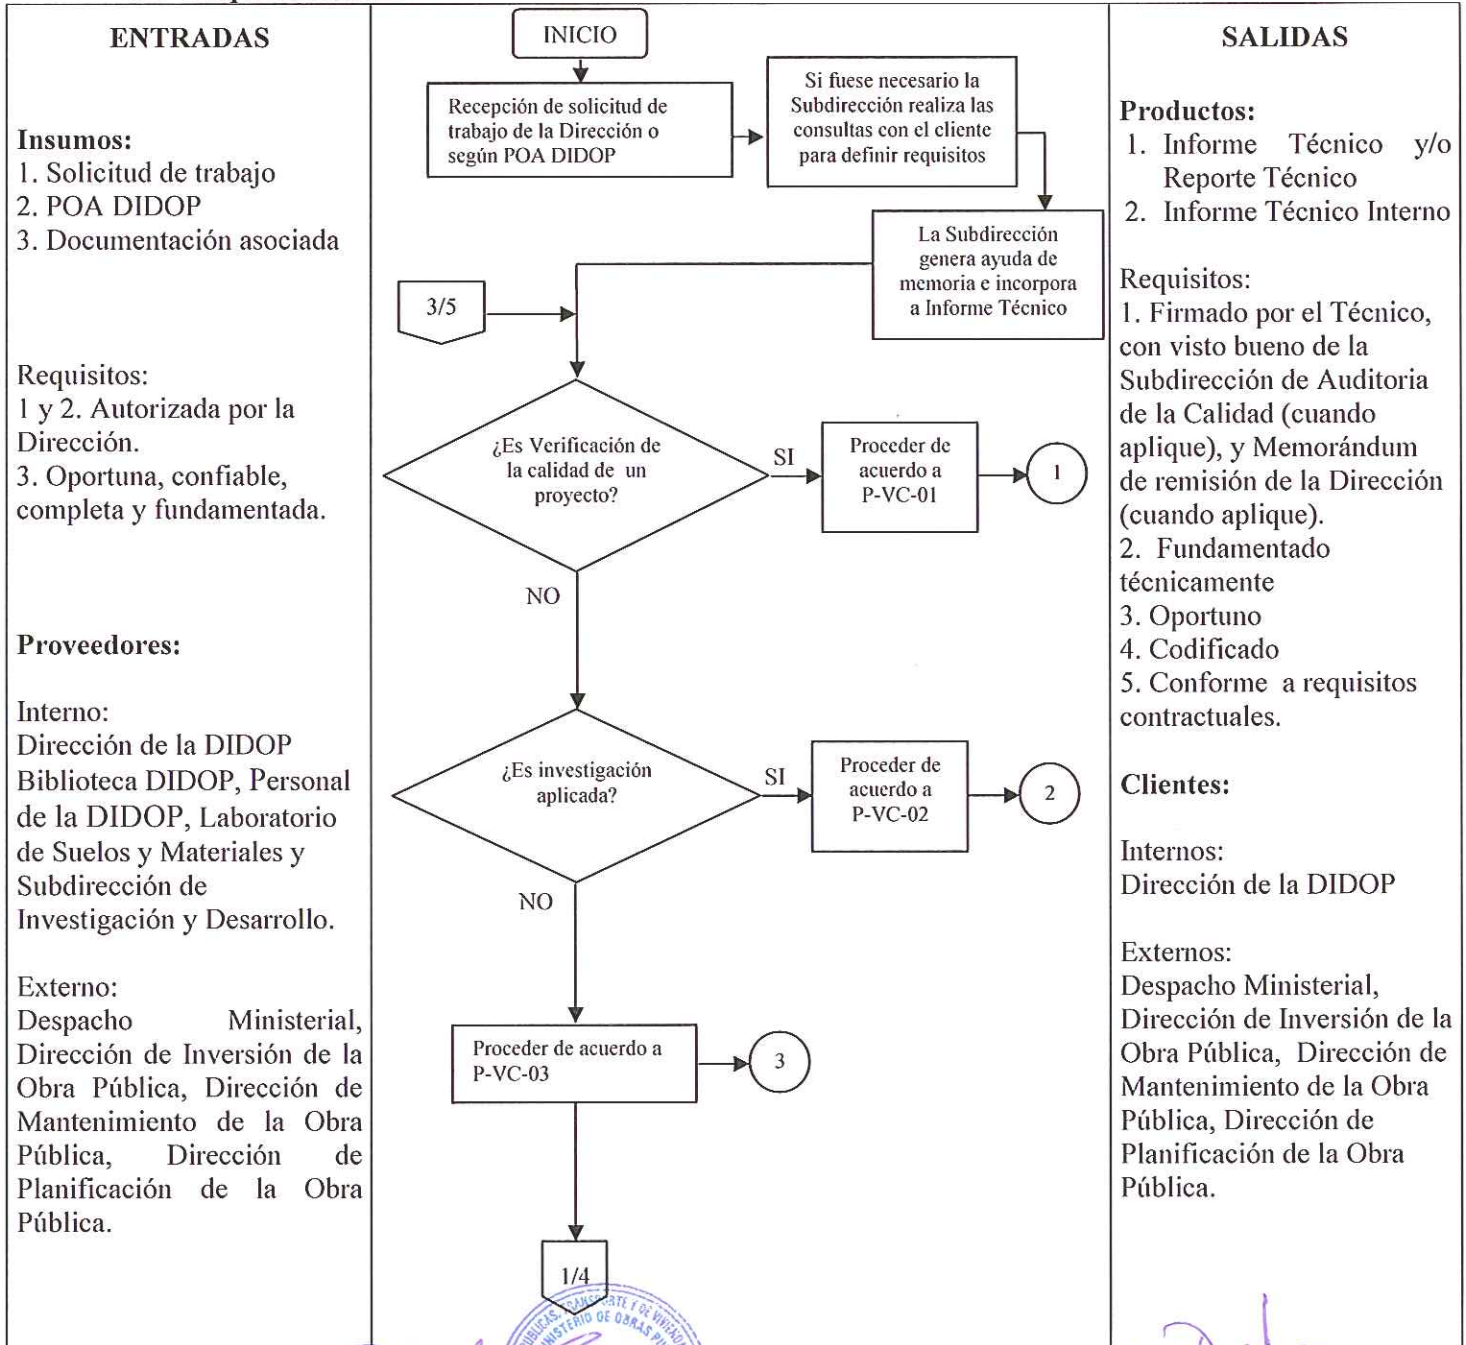 ENTRADAS
Insumos:
1. Solicitud de trabajo
2. POA DIDOP
3. Documentación asociada
Requisitos:
1 y 2. Autorizada por la
Dirección.
3. Oportuna, confiable,
completa y fundamentada.
Proveedores:
Interno:
Dirección de la DIDOP
Biblioteca DIDOP, Personal
de la DIDOP, Laboratorio
de Suelos y Materiales y
Subdirección de
Investigación y Desarrollo.
Externo:
Despacho Ministerial,
Dirección de Inversión de la
Obra Pública, Dirección de
Mantenimiento de la Obra
Pública, Dirección de
Planificación de la Obra
Pública.
INICIO
Recepción de solicitud de
trabajo de la Dirección o
según POA DIDOP
Si fuese necesario la
Subdirección realiza las
consultas con el cliente
para definir requisitos
La Subdirección
genera ayuda de
memoria e incorpora
a Informe Técnico
3/5
¿Es Verificación de
la calidad de un
proyecto?
SI
Proceder de
acuerdo a
P-VC-01
1
NO
¿Es investigación
aplicada?
SI
Proceder de
acuerdo a
P-VC-02
2
NO
Proceder de acuerdo a
P-VC-03
3
1/4
SALIDAS
Productos:
1. Informe Técnico y/o
Reporte Técnico
2. Informe Técnico Interno
Requisitos:
1. Firmado por el Técnico,
con visto bueno de la
Subdirección de Auditoria
de la Calidad (cuando
aplique), y Memorándum
de remisión de la Dirección
(cuando aplique).
2. Fundamentado
técnicamente
3. Oportuno
4. Codificado
5. Conforme a requisitos
contractuales.
Clientes:
Internos:
Dirección de la DIDOP
Externos:
Despacho Ministerial,
Dirección de Inversión de la
Obra Pública, Dirección de
Mantenimiento de la Obra
Pública, Dirección de
Planificación de la Obra
Pública.